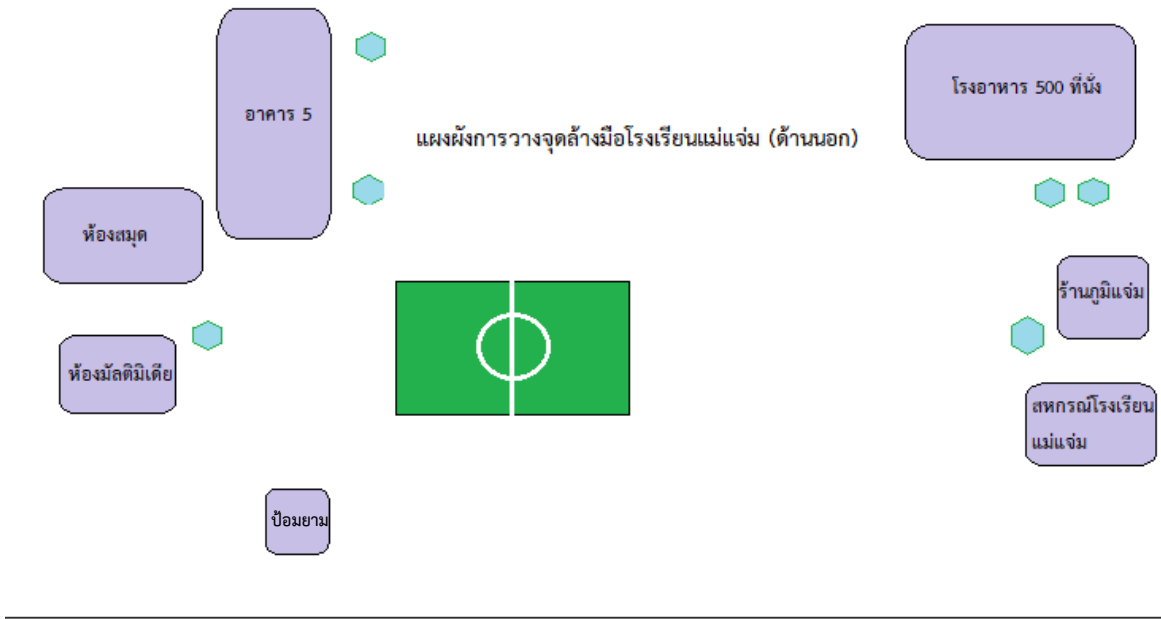 อาคาร 5
โรงอาหาร 500 ที่นั่ง
แผงผังการวางจุดล้างมือโรงเรียนแม่แจ่ม (ด้านนอก)
ห้องสมุด
ร้านภูมิแจ่ม
ห้องมัลติมิเดีย
สหกรณ์โรงเรียน
แม่แจ่ม
ป้อมยาม